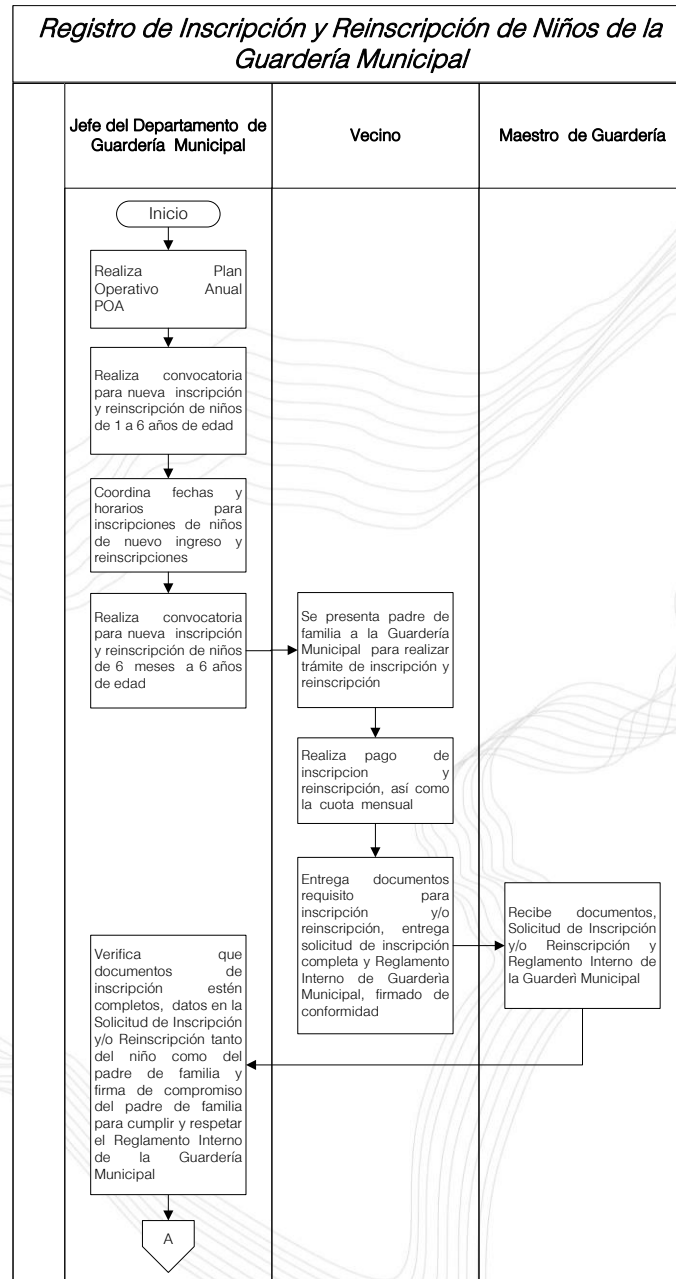 Registro de Inscripción y Reinscripción de Niños de la
Guardería Municipal
Jefe del Departamento de
Guardería Municipal
Vecino
Maestro de Guardería
Inicio
Realiza Plan
Operativo Anual
POA
Realiza convocatoria
para nueva inscripción
y reinscripción de niños
de 1 a 6 años de edad
Coordina fechas y
horarios para
inscripciones de niños
de nuevo ingreso y
reinscripciones
Realiza convocatoria
para nueva inscripción
y reinscripción de niños
de 6 meses a 6 años
de edad
Se presenta padre de
familia a la Guardería
Municipal para realizar
trámite de inscripción y
reinscripción
Realiza pago de
inscripcion y
reinscripción, así como
la cuota mensual
Entrega documentos
requisito para
inscripción y/o
reinscripción, entrega
solicitud de inscripción
completa y Reglamento
Interno de Guarderìa
Municipal, firmado de
conformidad
Recibe documentos,
Solicitud de Inscripción
y/o Reinscripción y
Reglamento Interno de
la Guarderì Municipal
Verifica que
documentos de
inscripción estén
completos, datos en la
Solicitud de Inscripción
y/o Reinscripción tanto
del niño como del
padre de familia y
firma de compromiso
del padre de familia
para cumplir y respetar
el Reglamento Interno
de la Guardería
Municipal
A